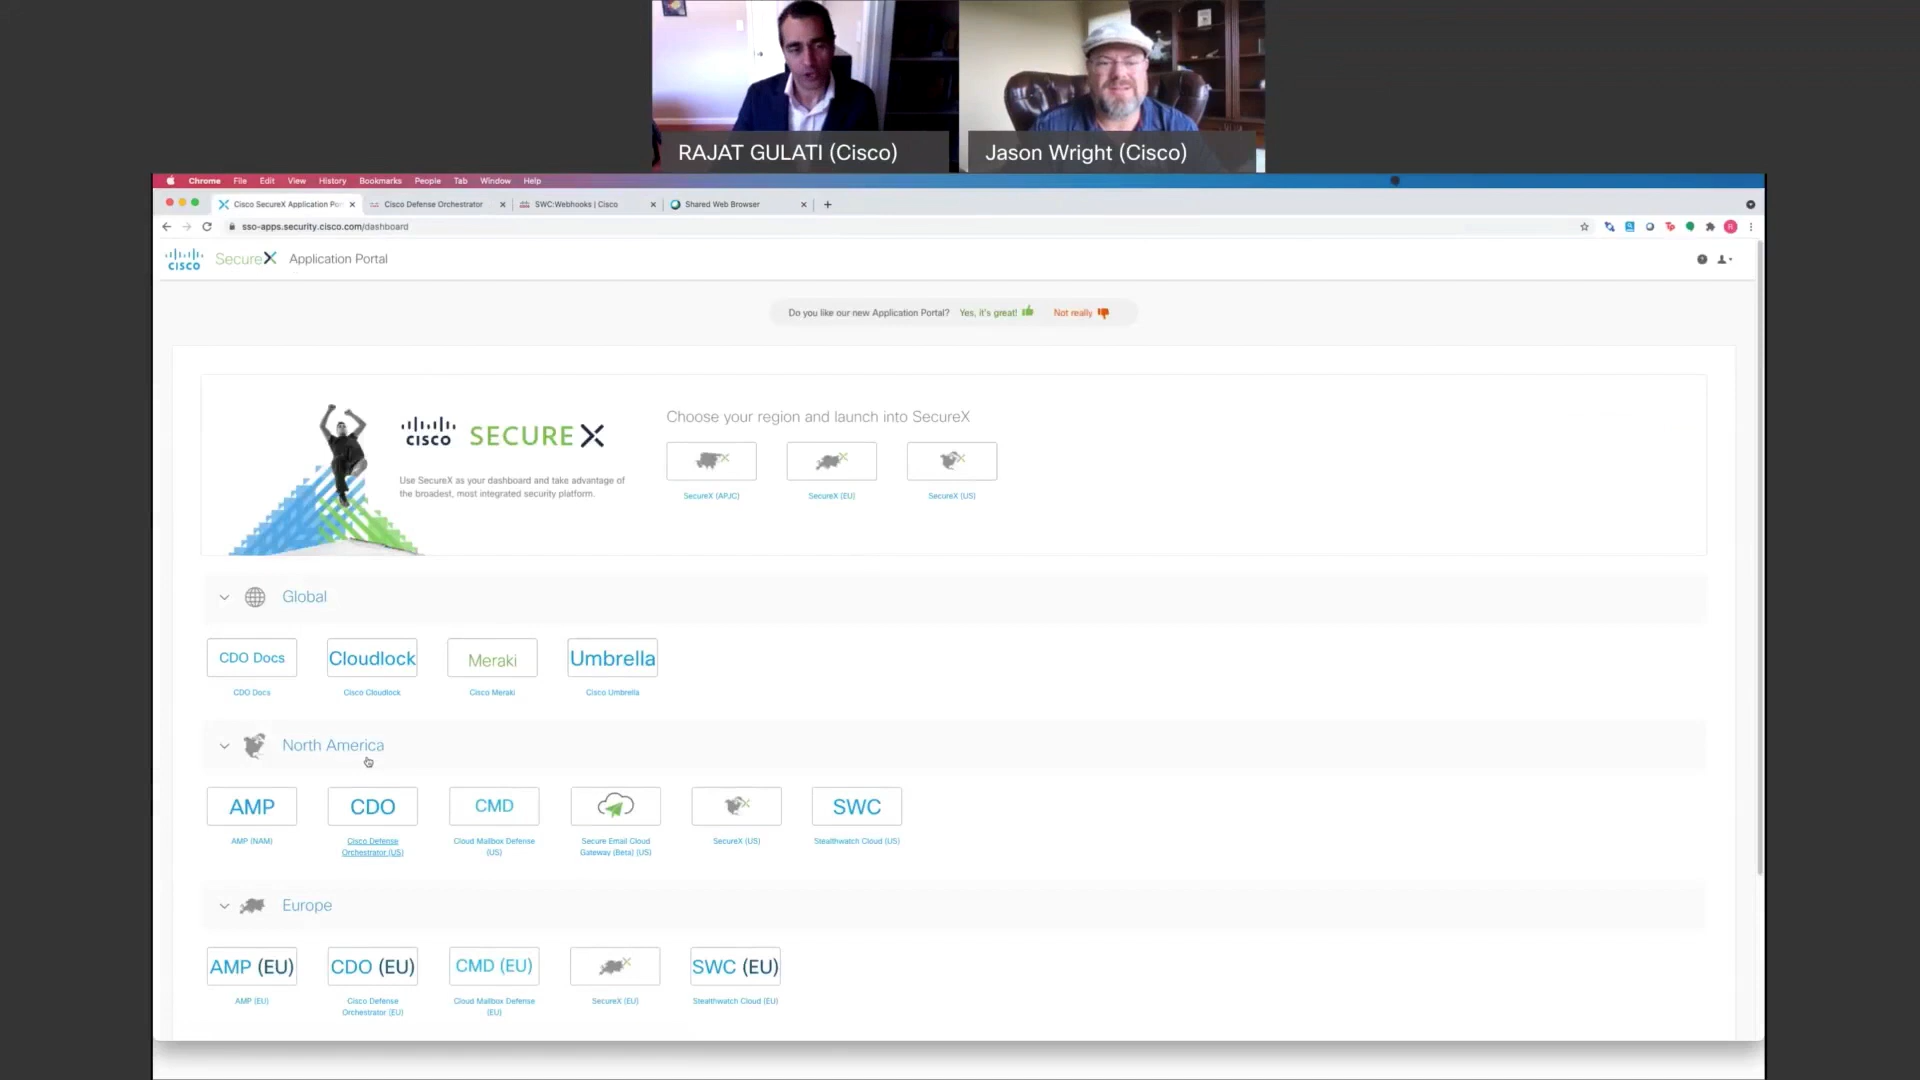 RAJAT GULATI (Cisco)
Jason Wright (Cisco)
Chrome File Edit View History Bookmarks People Tab Window Help
Cisco SecureX Application Po
Cisco Defense Orchestrator
SWC:Webhooks | Cisco
Shared Web Browser
sso-apps.security.cisco.com/dashboard
CISCO SecureX Application Portal
Do you like our new Application Portal? Yes, it's great! Not really
Choose your region and launch into SecureX
CISCO SECUREX
Use SecureX as your dashboard and take advantage of
the broadest, most integrated security platform.
SecureX (APJC) SecureX (EU) SecureX (US)
Global
CDO Docs Cloudlock Meraki Umbrella
CDO Docs Cisco Cloudlock Cisco Meraki Cisco Umbrella
North America
AMP CDO CMD SWC
AMP (NAM) Cisco Defense Cloud Mailbox Defense Secure Email Cloud SecureX (US) Stealthwatch Cloud (US)
Orchestrator (US) (US) Gateway (Beta) (US)
Europe
AMP (EU) CDO (EU) CMD (EU) SWC (EU)
AMP (EU) Cisco Defense Cloud Mailbox Defense SecureX (EU) Stealthwatch Cloud (EU)
Orchestrator (EU) (EU)